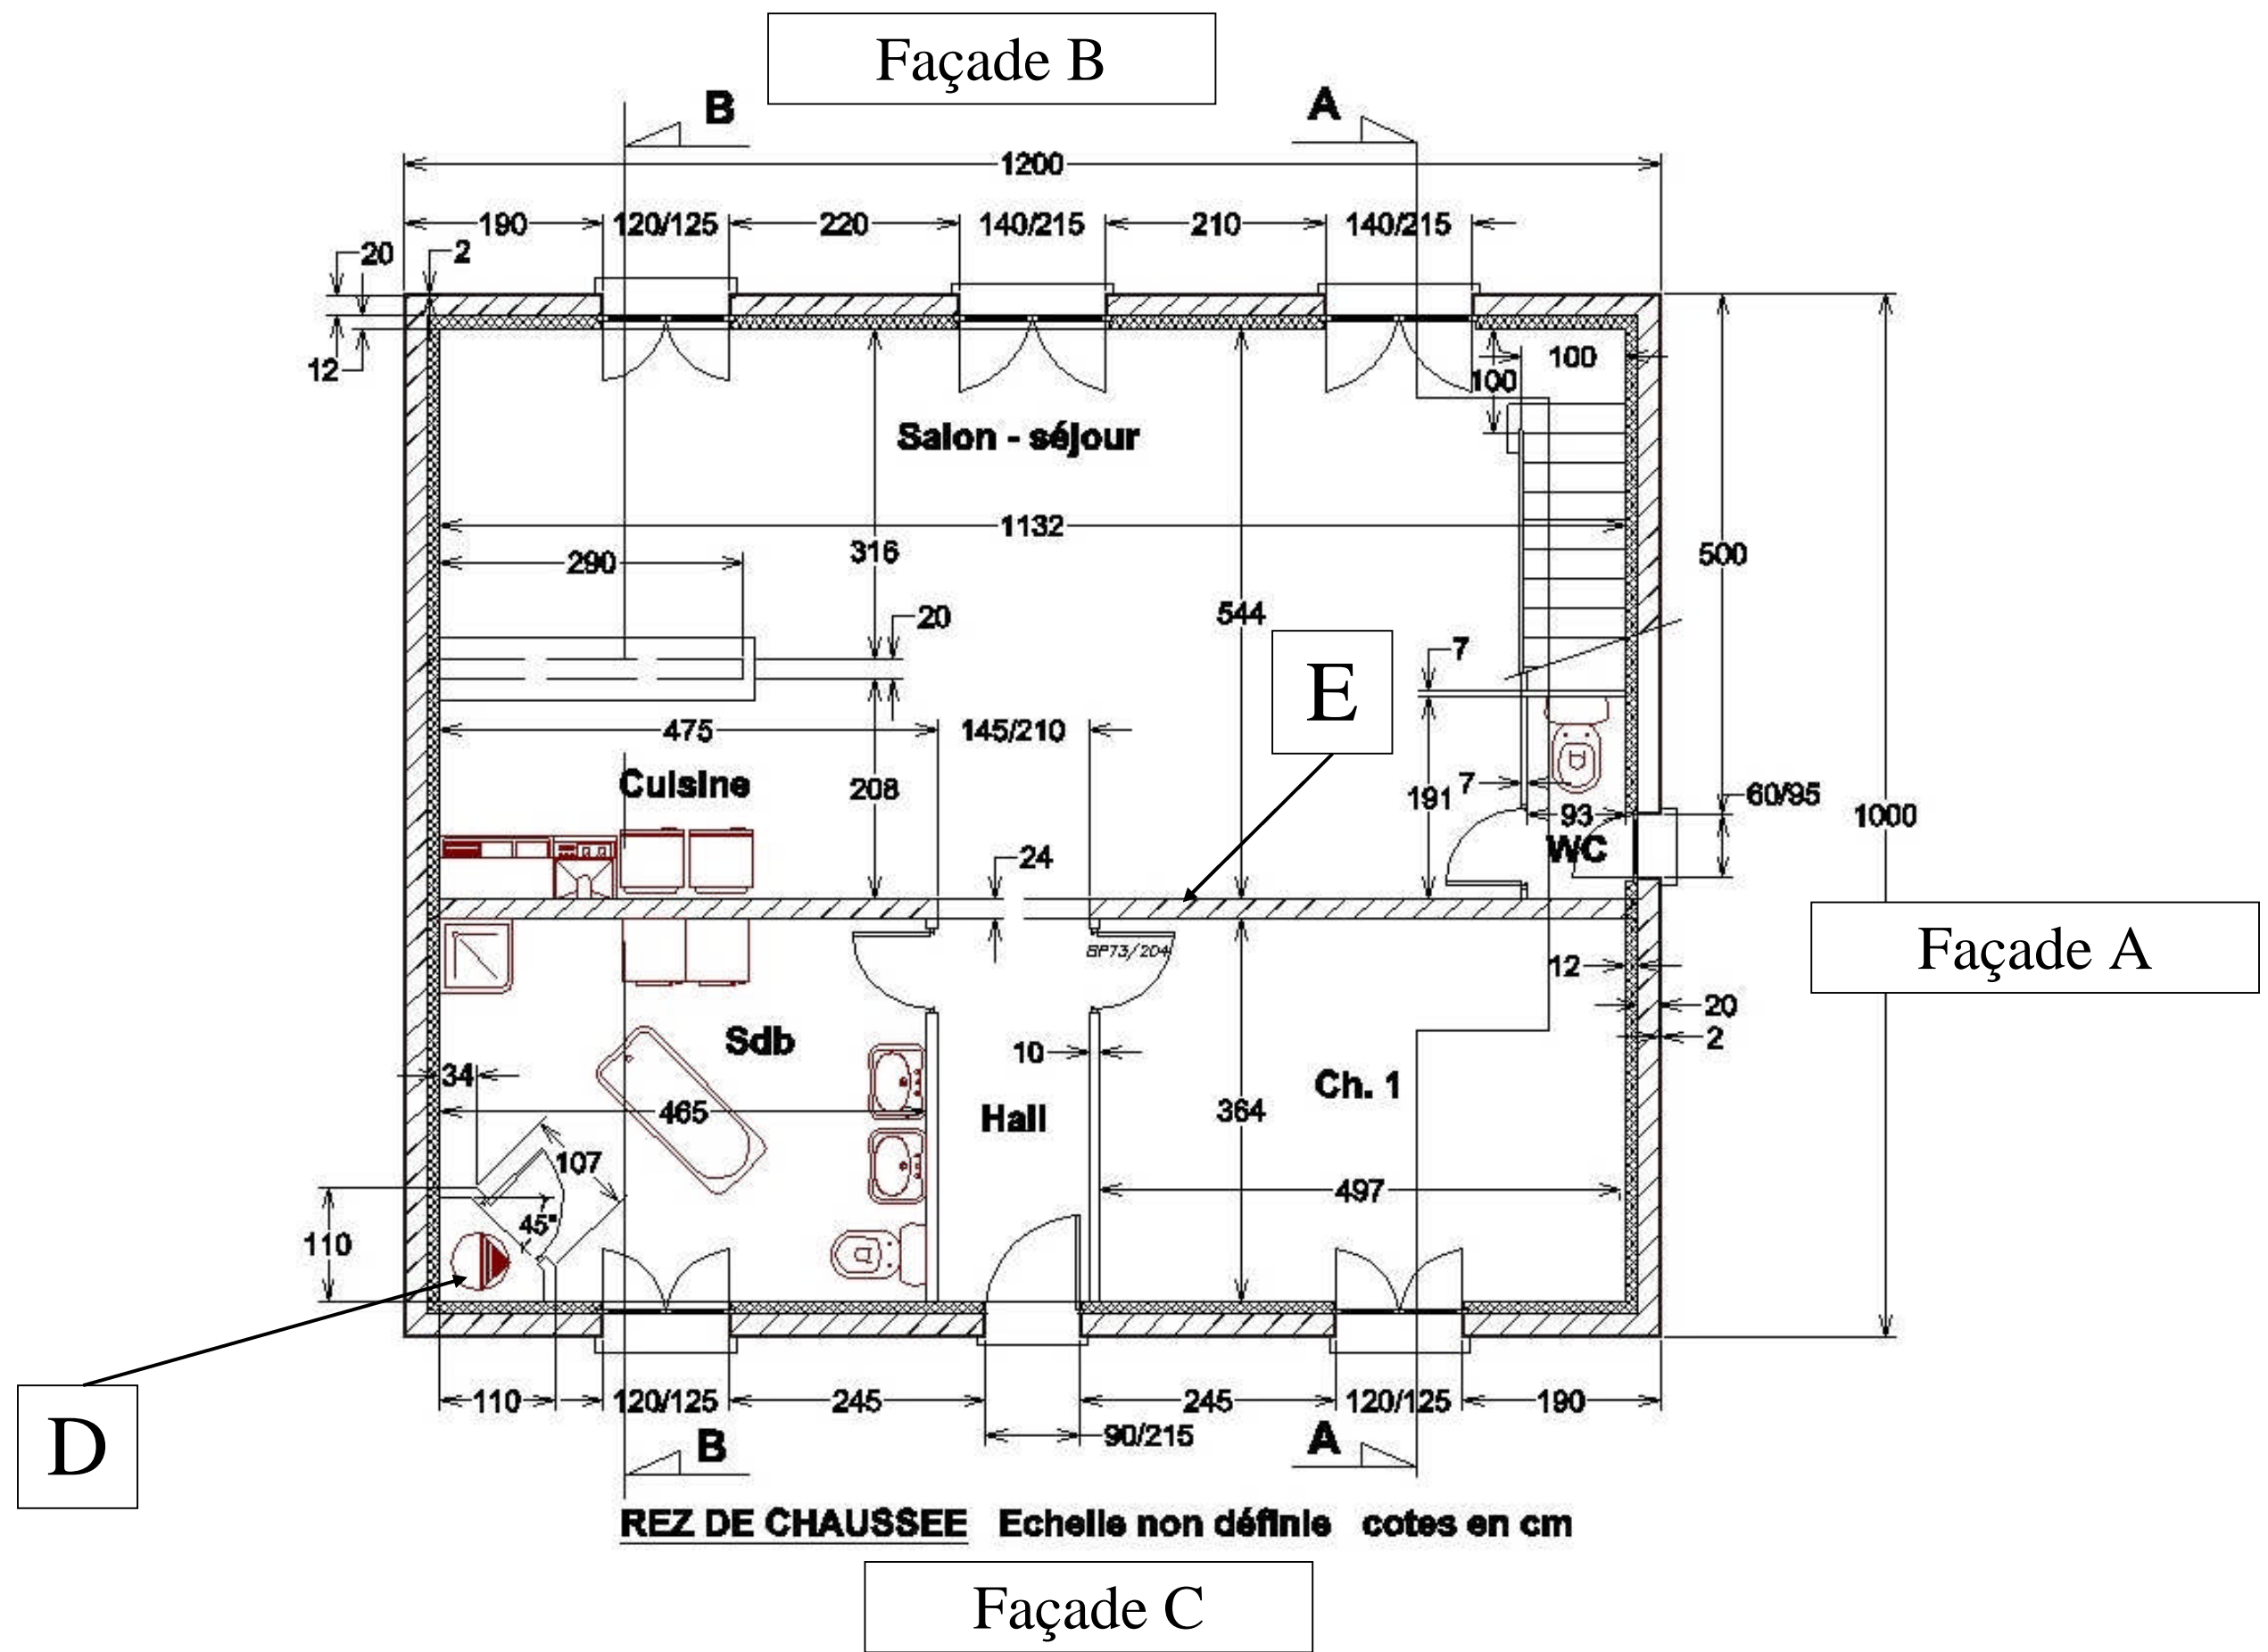 Façade B
B
A
1200
190
120/125
220
140/215
210
140/215
20
2
12
100
100
Salon - séjour
1132
290
316
500
20
544
E
7
475
145/210
Cuisine
208
191
7
60/95
93
1000
WC
24
Façade A
BP73/204
12
20
2
Sdb
10
34
Ch. 1
465
Hall
364
107
497
45°
110
D
110
120/125
245
245
120/125
190
90/215
B
A
REZ DE CHAUSSEE Echelle non définie cotes en cm
Façade C